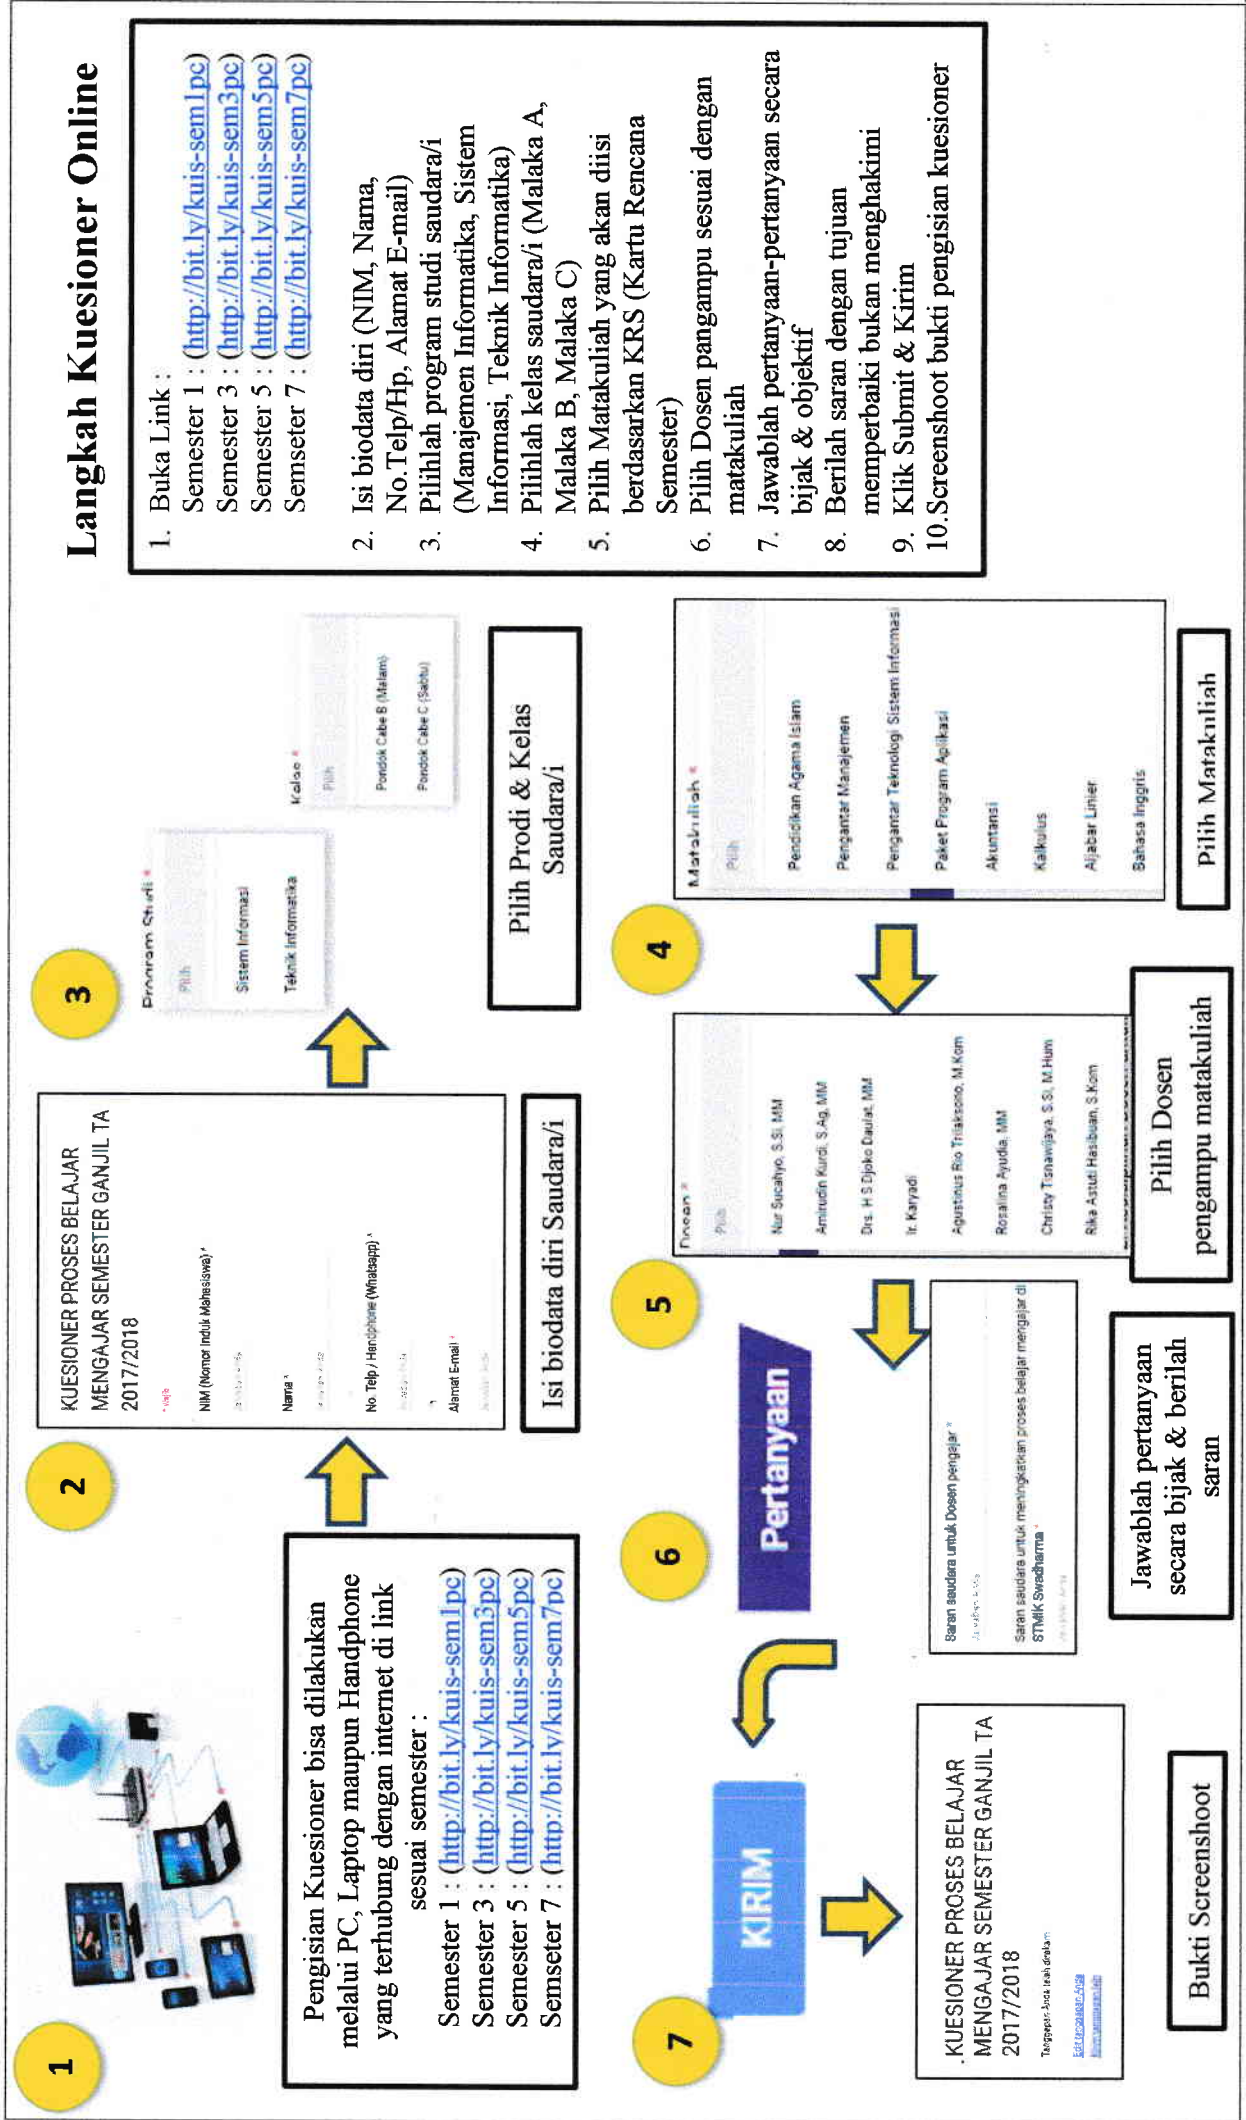 Langkah Kuesioner Online
1. Buka Link :
Semester 1 : (http://bit.ly/kuis-sem1pc)
Semester 3 : (http://bit.ly/kuis-sem3pc)
Semester 5 : (http://bit.ly/kuis-sem5pc)
Semseter 7 : (http://bit.ly/kuis-sem7pc)
2. Isi biodata diri (NIM, Nama,
No.Telp/Hp, Alamat E-mail)
3. Pilihlah program studi saudara/i
(Manajemen Informatika, Sistem
Informasi, Teknik Informatika)
4. Pilihlah kelas saudara/i (Malaka A,
Malaka B, Malaka C)
5. Pilih Matakuliah yang akan diisi
berdasarkan KRS (Kartu Rencana
Semester)
6. Pilih Dosen pangampu sesuai dengan
matakuliah
7. Jawablah pertanyaan-pertanyaan secara
bijak & objektif
8. Berilah saran dengan tujuan
memperbaiki bukan menghakimi
9. Klik Submit & Kirim
10.Screenshoot bukti pengisian kuesioner
1
Pengisian Kuesioner bisa dilakukan
melalui PC, Laptop maupun Handphone
yang terhubung dengan internet di link
sesuai semester :
Semester 1 : (http://bit.ly/kuis-sem1pc)
Semester 3 : (http://bit.ly/kuis-sem3pc)
Semester 5 : (http://bit.ly/kuis-sem5pc)
Semseter 7 : (http://bit.ly/kuis-sem7pc)
2
KUESIONER PROSES BELAJAR
MENGAJAR SEMESTER GANJIL TA
2017/2018
* Wajib
NIM (Nomor Induk Mahasiswa) *
Nama *
No. Telp / Handphone (Whatsapp) *
Alamat E-mail *
Isi biodata diri Saudara/i
3
Program Studi *
Pilih
Sistem Informasi
Teknik Informatika
Kelas *
Pilih
Pondok Cabe B (Malam)
Pondok Cabe C (Sabtu)
Pilih Prodi & Kelas
Saudara/i
4
Matakuliah *
Pilih
Pendidikan Agama Islam
Pengantar Manajemen
Pengantar Teknologi Sistem Informasi
Paket Program Aplikasi
Akuntansi
Kalkulus
Aljabar Linier
Bahasa Inggris
Pilih Matakuliah
5
Dosen *
Pilih
Nur Sucahyo, S.Si, MM
Amirudin Kurdi, S.Ag, MM
Drs. H S Djoko Daulat, MM
Ir. Karyadi
Agustinus Rio Trilaksono, M.Kom
Rosalina Ayudia, MM
Christy Tisnawijaya, S.Si, M.Hum
Rika Astuti Hasibuan, S.Kom
Pilih Dosen
pengampu matakuliah
6
Pertanyaan
Saran saudara untuk Dosen pengajar *
Saran saudara untuk meningkatkan proses belajar mengajar di
STMIK Swadharma *
Jawablah pertanyaan
secara bijak & berilah
saran
7
KIRIM
.KUESIONER PROSES BELAJAR
MENGAJAR SEMESTER GANJIL TA
2017/2018
Tanggapan Anda telah direkam
Edit tanggapan Anda
Kirim tanggapan lain
Bukti Screenshoot